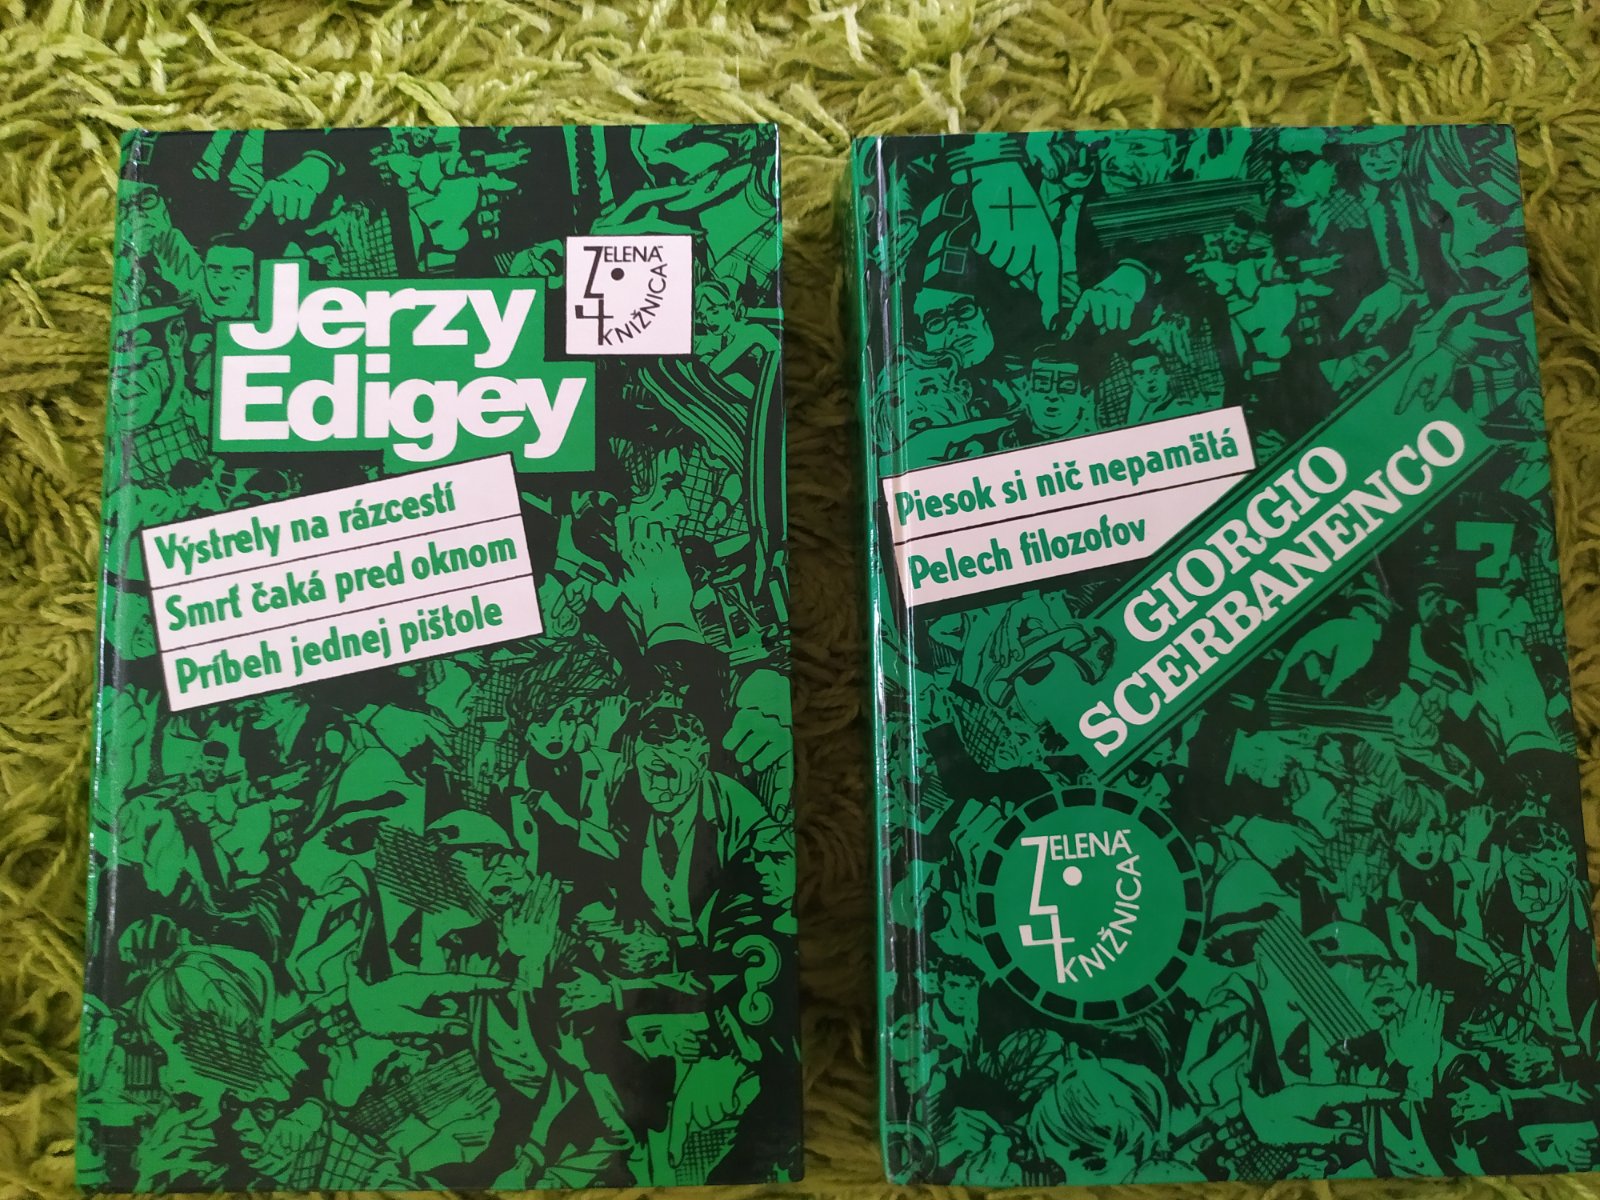 Jerzy
Edigey
ZELENÁ
KNIŽNICA
Výstrely na rázcestí
Smrť čaká pred oknom
Príbeh jednej pištole
Piesok si nič nepamätá
Pelech filozofov
GIORGIO
SCERBANENCO
ZELENÁ
KNIŽNICA